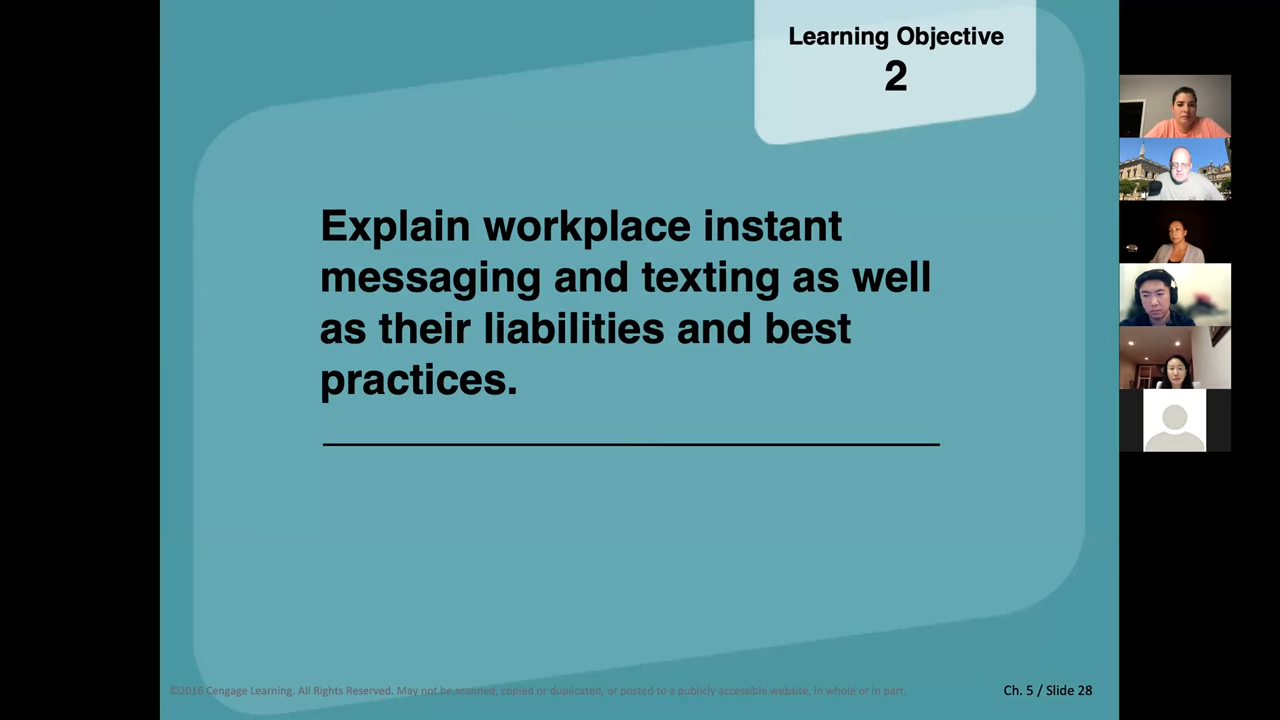 Learning Objective
2
Explain workplace instant
messaging and texting as well
as their liabilities and best
practices.
©2016 Cengage Learning. All Rights Reserved. May not be scanned, copied or duplicated, or posted to a publicly accessible website, in whole or in part.
Ch. 5 / Slide 28